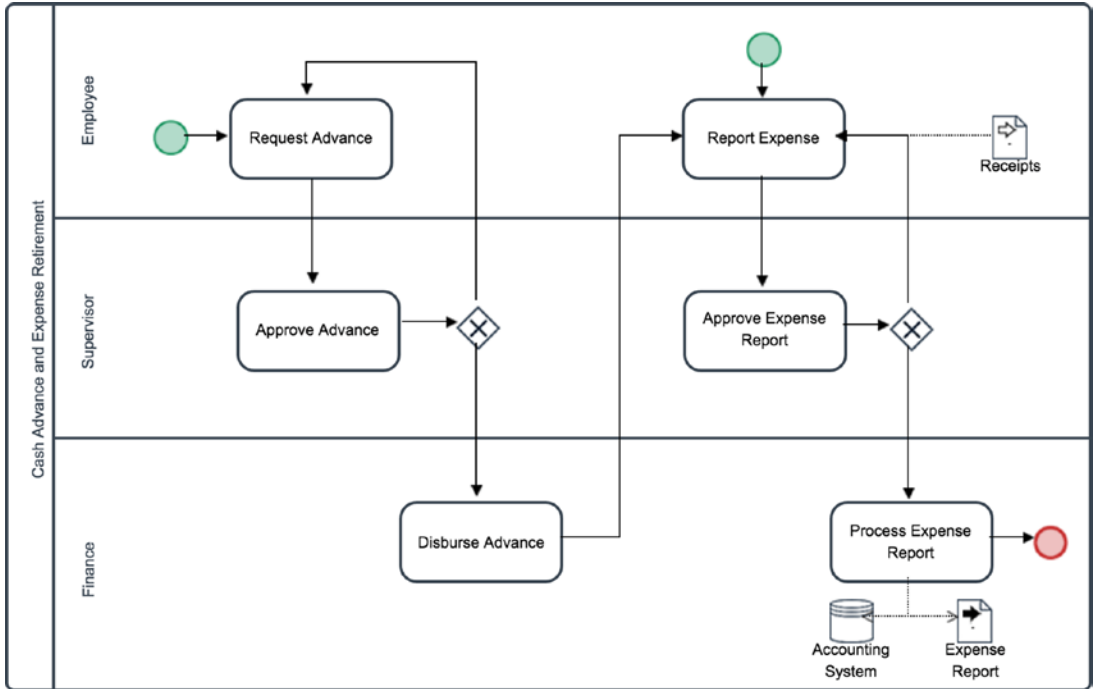 Cash Advance and Expense Retirement
Employee
Request Advance
Report Expense
Receipts
Supervisor
Approve Advance
Approve Expense
Report
Finance
Disburse Advance
Process Expense
Report
Accounting
System
Expense
Report